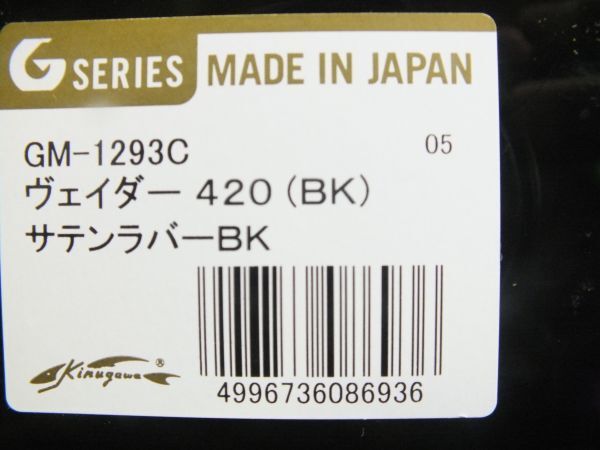 G SERIES MADE IN JAPAN
GM-1293C 05
ヴェイダー 420 (BK)
サテンラバーBK
Kinugawa ®
4996736086936